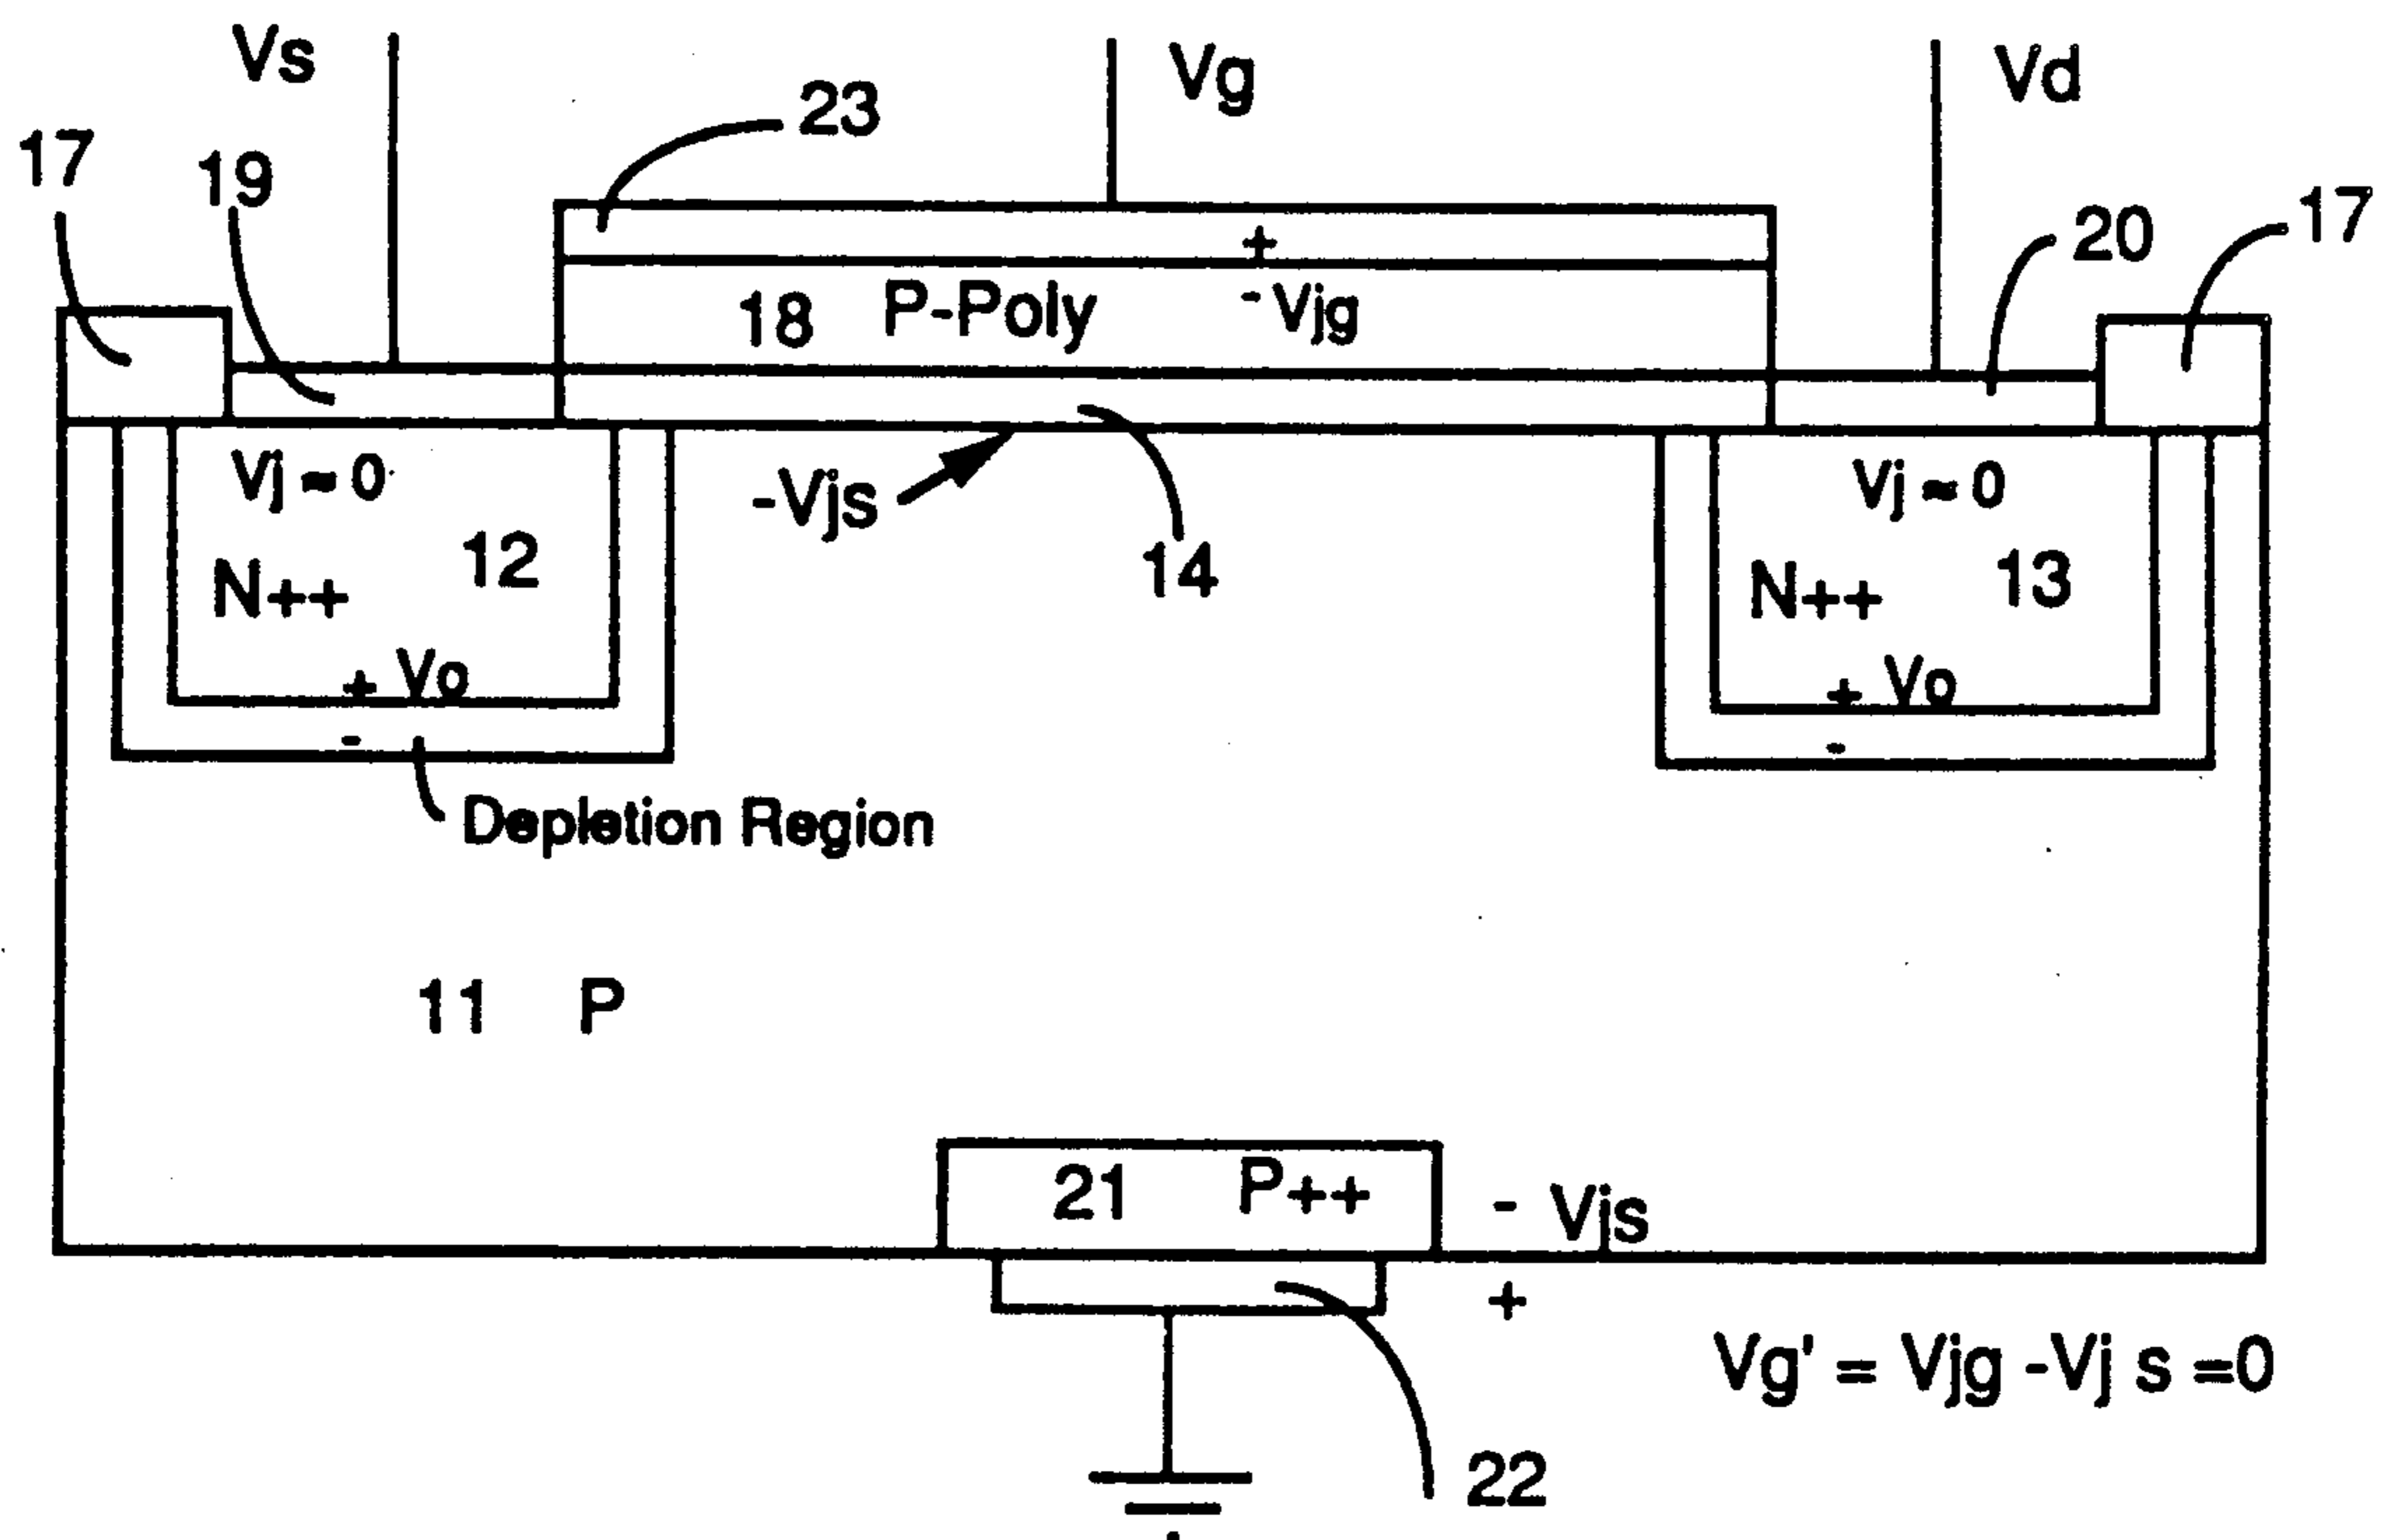 Vs
Vg
Vd
23
17
19
17
20
+
18 P-Poly - Vjg
Vj ≈ 0
-Vjs
Vj ≈ 0
12
14
N++
N++
13
+ Vo
+ Vo
-
-
Depletion Region
11 P
21 P++
- Vjs
+
Vg' = Vjg -Vj s =0
22